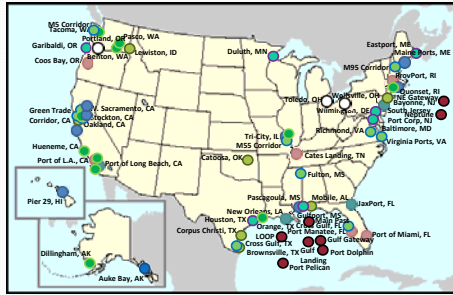 M5 Corridor
Tacoma, WA
Pasco, WA
Portland, OR
Garibaldi, OR
Lewiston, ID
Benton, WA
Coos Bay, OR
Duluth, MN
Eastport, ME
Maine Ports, ME
M95 Corridor
ProvPort, RI
Quonset, RI
NE Gateway
Bayonne, NJ
South Jersey
Port Corp, NJ
Neptune
Toledo, OH
Wellsville, OH
Wilmington, DE
Baltimore, MD
Richmond, VA
Virginia Ports, VA
Green Trade
Corridor, CA
W. Sacramento, CA
Stockton, CA
Oakland, CA
Hueneme, CA
Port of L.A., CA
Port of Long Beach, CA
Tri-City, IL
M55 Corridor
Cates Landing, TN
Catoosa, OK
Fulton, MS
Pascagoula, MS
Mobile, AL
JaxPort, FL
New Orleans, LA
Gulfport, MS
Houston, TX
Orange, TX
Cross Gulf, FL
Main Pass
Port Manatee, FL
Port of Miami, FL
Corpus Christi, TX
LOOP
Cross Gulf, TX
Gulf Gateway
Gulf
Port Dolphin
Brownsville, TX
Landing
Port Pelican
Pier 29, HI
Dillingham, AK
Auke Bay, AK